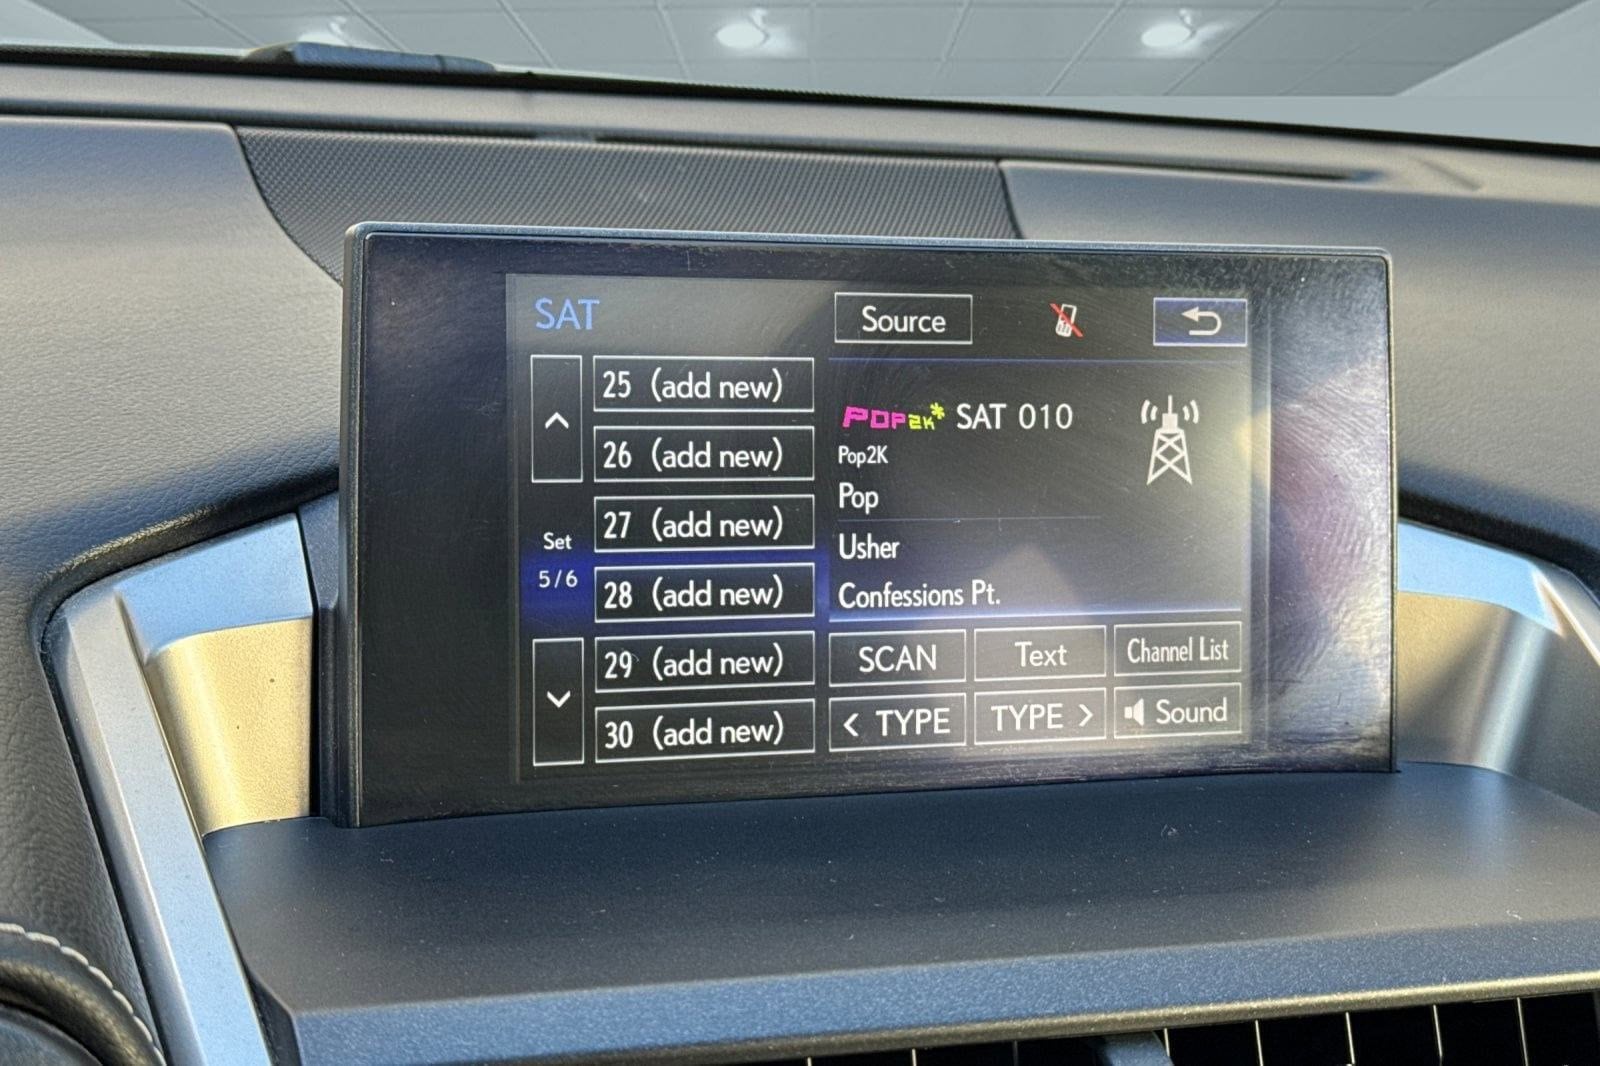 SAT
Source
25 (add new)
26 (add new)
27 (add new)
28 (add new)
29 (add new)
30 (add new)
Set
5/6
POP2K* SAT 010
Pop2K
Pop
Usher
Confessions Pt.
SCAN Text Channel List
< TYPE TYPE > Sound